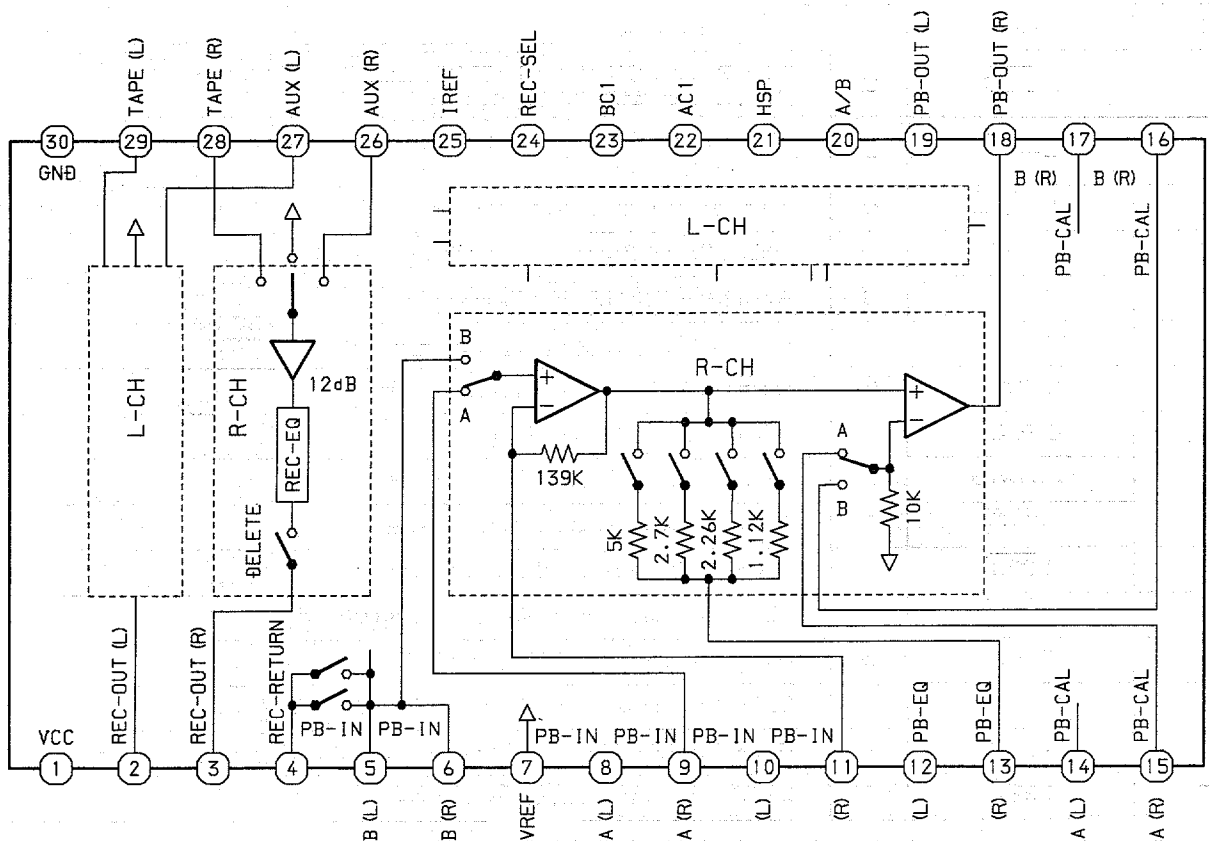 TAPE (L)
TAPE (R)
AUX (L)
AUX (R)
IREF
REC-SEL
BC1
AC1
HSP
A/B
PB-OUT (L)
PB-OUT (R)
30
29
28
27
26
25
24
23
22
21
20
19
18
17
16
GND
B (R)
B (R)
PB-CAL
PB-CAL
L-CH
L-CH
R-CH
12dB
REC-EQ
DELETE
B
A
+
−
139K
R-CH
5K
2.7K
2.26K
1.12K
A
B
+
−
10K
VCC
REC-OUT (L)
REC-OUT (R)
REC-RETURN
PB-IN
PB-IN
PB-IN
PB-IN
PB-IN
PB-IN
PB-EQ
PB-EQ
PB-CAL
PB-CAL
1
2
3
4
5
6
7
8
9
10
11
12
13
14
15
B (L)
B (R)
VREF
A (L)
A (R)
(L)
(R)
(L)
(R)
A (L)
A (R)